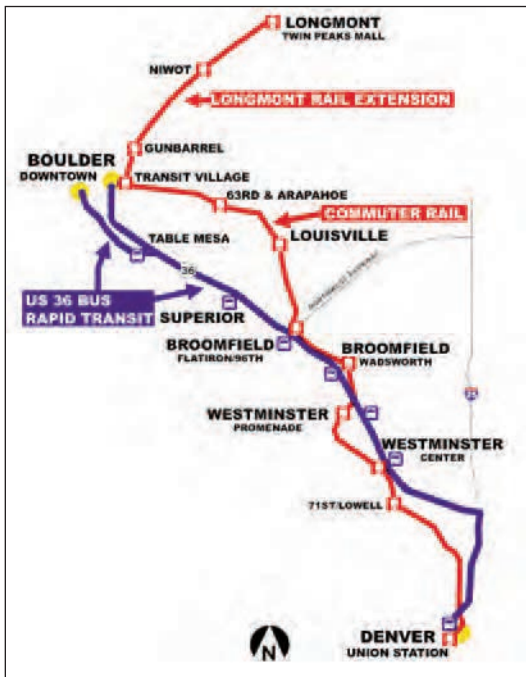 LONGMONT
TWIN PEAKS MALL
NIWOT
LONGMONT RAIL EXTENSION
GUNBARREL
BOULDER
DOWNTOWN
TRANSIT VILLAGE
63RD & ARAPAHOE
COMMUTER RAIL
LOUISVILLE
TABLE MESA
36
NORTHWEST PARKWAY
US 36 BUS
RAPID TRANSIT
SUPERIOR
BROOMFIELD
FLATIRON/96TH
BROOMFIELD
WADSWORTH
WESTMINSTER
PROMENADE
WESTMINSTER
CENTER
71ST/LOWELL
DENVER
UNION STATION
N